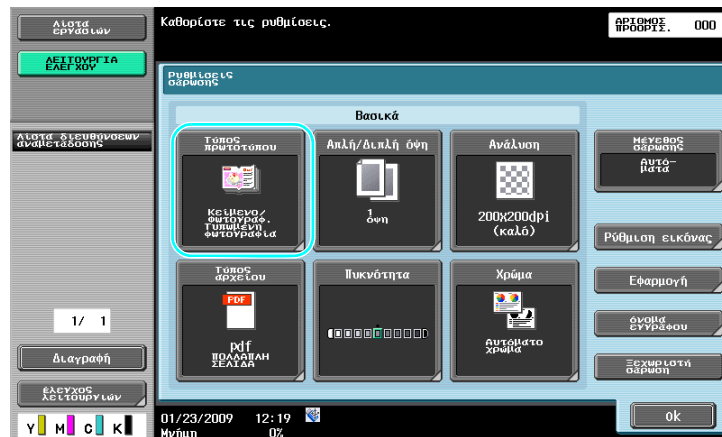 Λίστα
εργασιών
Καθορίστε τις ρυθμίσεις.
ΑΡΙΘΜΟΣ
ΠΡΟΟΡΙΣ.
000
ΛΕΙΤΟΥΡΓΙΑ
ΕΛΕΓΧΟΥ
Ρυθμίσεις
σάρωσης
Βασικά
Λίστα διευθύνσεων
αναμετάδοσης
Τύπος
πρωτοτύπου
Απλή/Διπλή όψη
Ανάλυση
Μέγεθος
σάρωσης
Αυτό-
ματα
Κείμενο/
φωτογραφ.
Τυπωμένη
φωτογραφία
1
όψη
200X200dpi
(καλό)
Ρύθμιση εικόνας
Τύπος
αρχείου
Πυκνότητα
Χρώμα
Εφαρμογή
PDF
1/ 1
όνομα
εγγράφου
pdf
ΠΟΛΛΑΠΛΗ
ΣΕΛΙΔΑ
Αυτόματο
χρώμα
Διαγραφή
Ξεχωριστή
σάρωση
έλεγχος
λειτουργιών
01/23/2009 12:19
ok
Y M C K
Μνήμη 0%